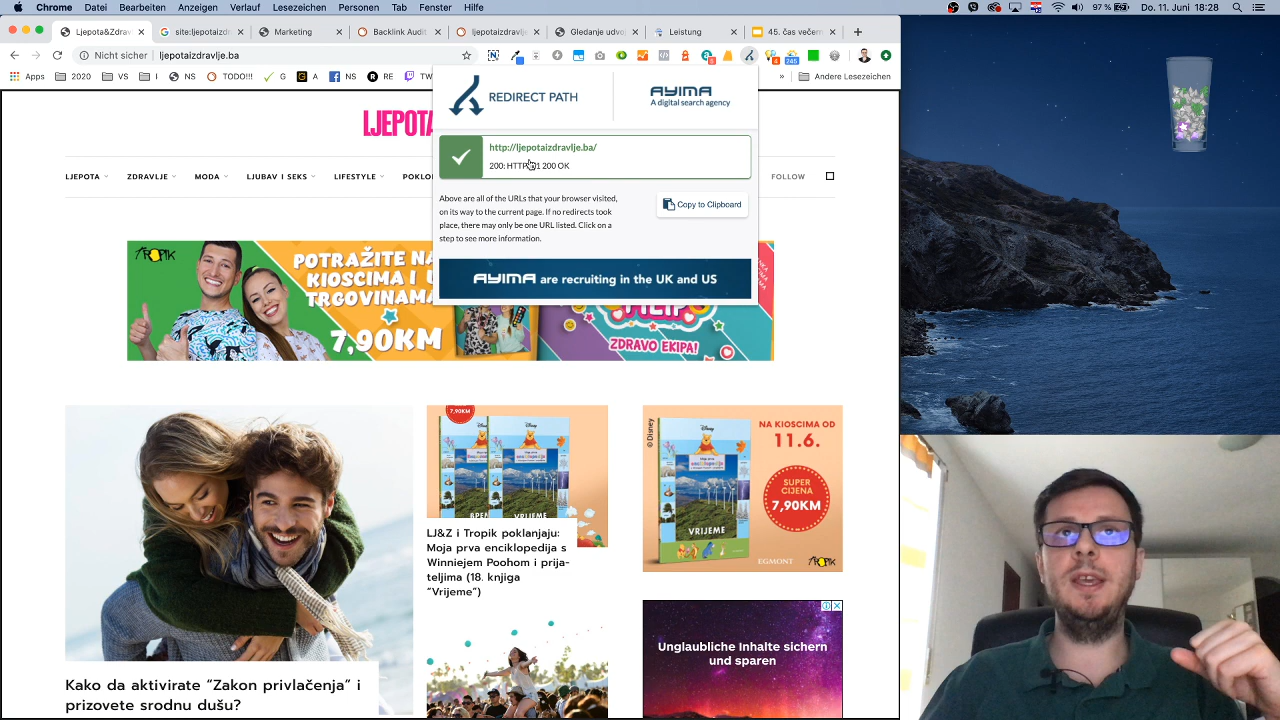 Chrome Datei Bearbeiten Anzeigen Verlauf Lesezeichen Personen Tab Fenster Hilfe
97 % Do. 11. Juni 18:28
Ljepota&Zdrav
site:ljepotaizdr
Marketing
Backlink Audit
ljepotaizdravlje
Gledanje udvo
Leistung
45. čas večern
Nicht sicher ljepotaizdravlje.ba
Apps 2020 VS I NS TODO!!! G A NS RE TW
» Andere Lesezeichen
REDIRECT PATH
AYIMA
A digital search agency
http://ljepotaizdravlje.ba/
200: HTTP/1.1 200 OK
Above are all of the URLs that your browser visited,
on its way to the current page. If no redirects took
place, there may only be one URL listed. Click on a
step to see more information.
Copy to Clipboard
AYIMA are recruiting in the UK and US
LJEPOTA
LJEPOTA ZDRAVLJE MODA LJUBAV I SEKS LIFESTYLE POKLO
FOLLOW
TROPIK
POTRAŽITE NA
KIOSCIMA I U
TRGOVINAMA
7,90KM
FILIP
ZDRAVO EKIPA!
Kako da aktivirate “Zakon privlačenja” i
prizovete srodnu dušu?
7,90KM
Disney
VRIJEME
LJ&Z i Tropik poklanjaju:
Moja prva enciklopedija s
Winniejem Poohom i prija-
teljima (18. knjiga
“Vrijeme”)
© Disney
NA KIOSCIMA OD
11.6.
SUPER
CIJENA
7,90KM
VRIJEME
EGMONT
TROPIK
Unglaubliche Inhalte sichern
und sparen